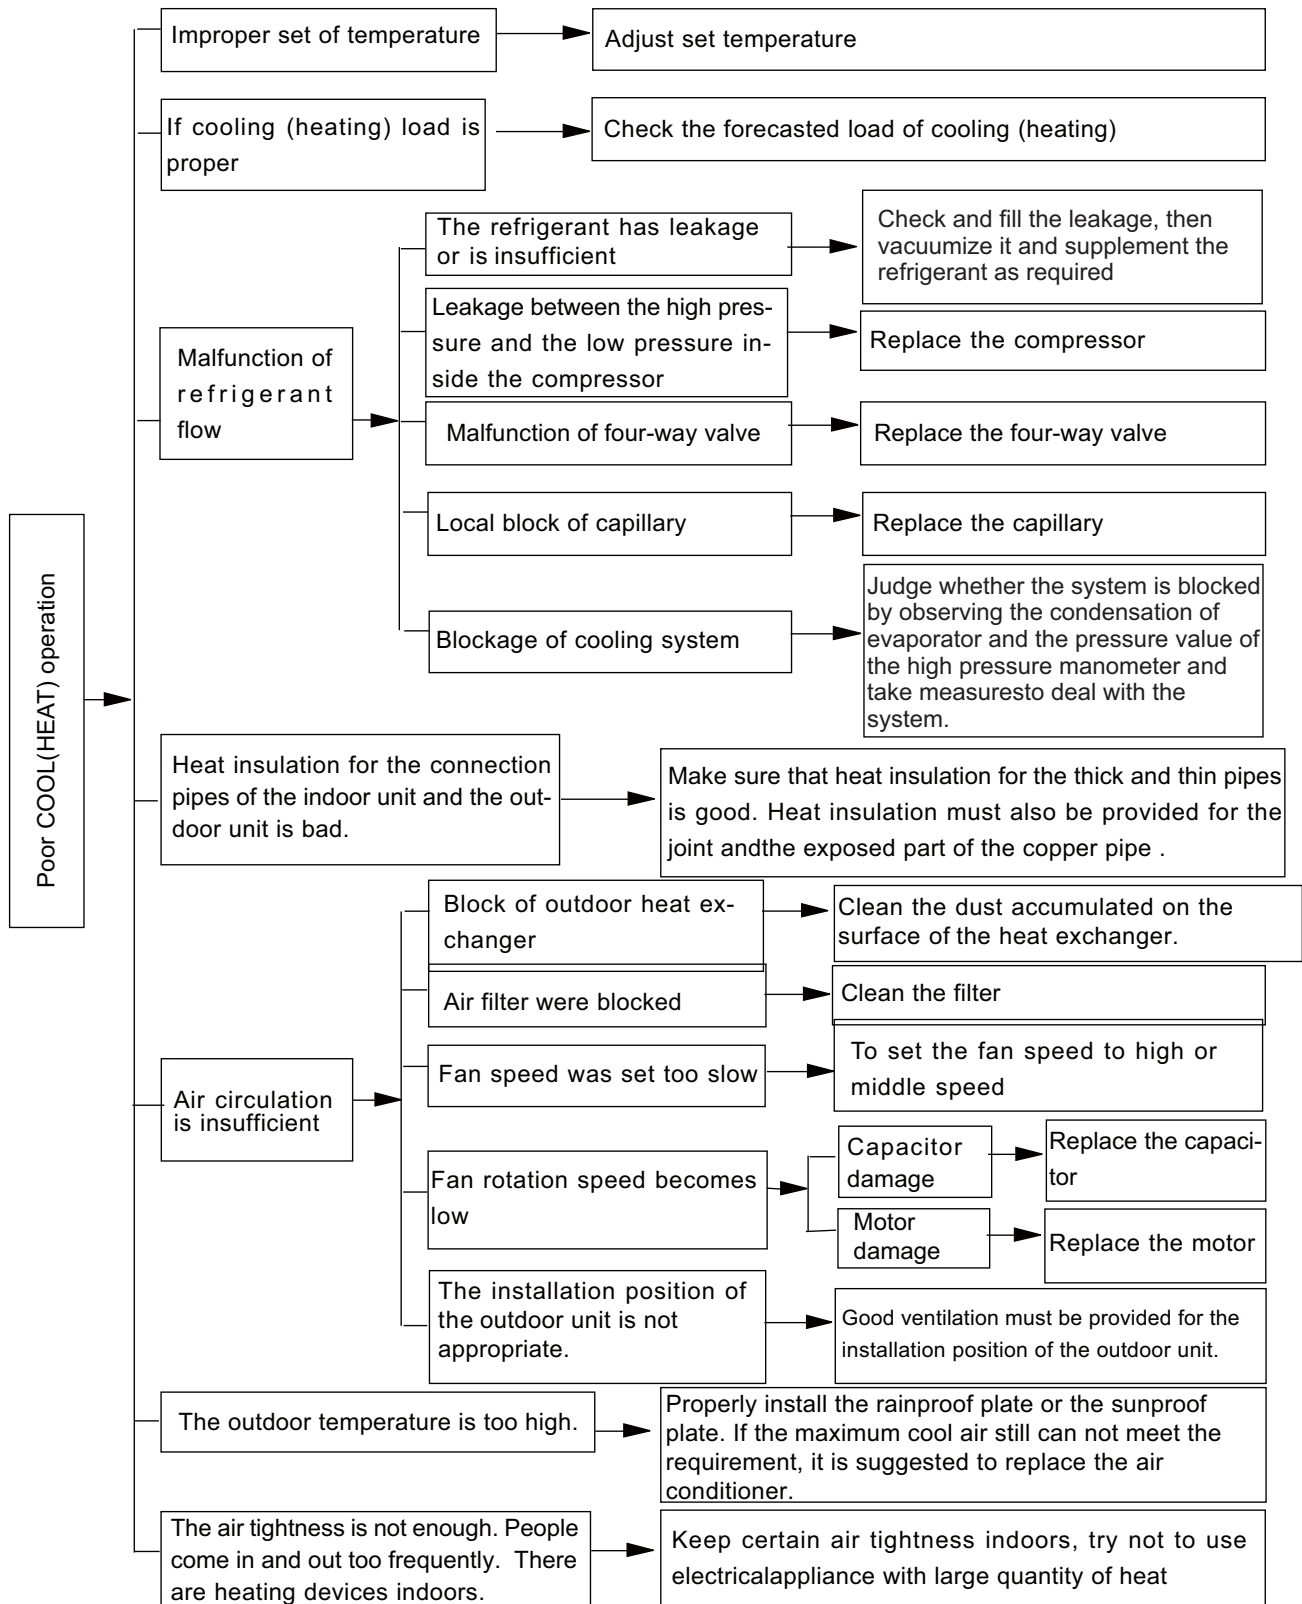 Poor COOL(HEAT) operation
Improper set of temperature
Adjust set temperature
If cooling (heating) load is
proper
Check the forecasted load of cooling (heating)
Malfunction of
refrigerant
flow
The refrigerant has leakage
or is insufficient
Check and fill the leakage, then
vacuumize it and supplement the
refrigerant as required
Leakage between the high pres-
sure and the low pressure in-
side the compressor
Replace the compressor
Malfunction of four-way valve
Replace the four-way valve
Local block of capillary
Replace the capillary
Blockage of cooling system
Judge whether the system is blocked
by observing the condensation of
evaporator and the pressure value of
the high pressure manometer and
take measuresto deal with the
system.
Heat insulation for the connection
pipes of the indoor unit and the out-
door unit is bad.
Make sure that heat insulation for the thick and thin pipes
is good. Heat insulation must also be provided for the
joint andthe exposed part of the copper pipe .
Air circulation
is insufficient
Block of outdoor heat ex-
changer
Clean the dust accumulated on the
surface of the heat exchanger.
Air filter were blocked
Clean the filter
Fan speed was set too slow
To set the fan speed to high or
middle speed
Fan rotation speed becomes
low
Capacitor
damage
Replace the capaci-
tor
Motor
damage
Replace the motor
The installation position of
the outdoor unit is not
appropriate.
Good ventilation must be provided for the
installation position of the outdoor unit.
The outdoor temperature is too high.
Properly install the rainproof plate or the sunproof
plate. If the maximum cool air still can not meet the
requirement, it is suggested to replace the air
conditioner.
The air tightness is not enough. People
come in and out too frequently. There
are heating devices indoors.
Keep certain air tightness indoors, try not to use
electricalappliance with large quantity of heat